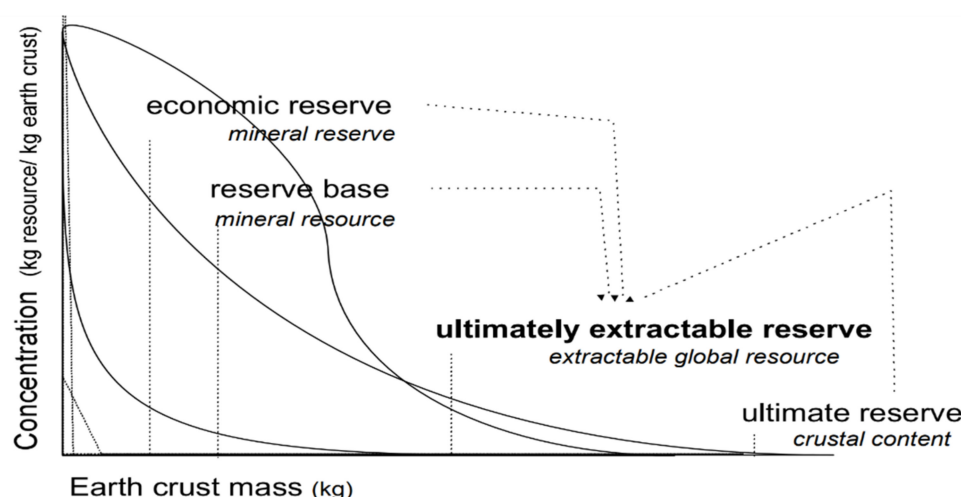 Concentration (kg resource/ kg earth crust)
economic reserve
mineral reserve
reserve base
mineral resource
ultimately extractable reserve
extractable global resource
ultimate reserve
crustal content
Earth crust mass (kg)